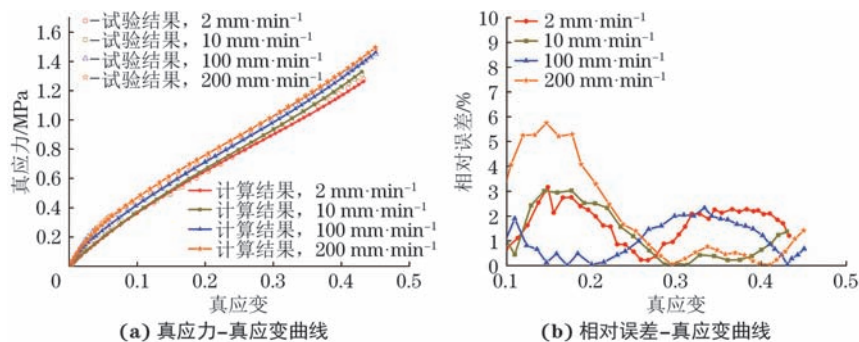 真应力/MPa
1.6
1.4
1.2
1.0
0.8
0.6
0.4
0.2
0
0.1
0.2
0.3
0.4
0.5
试验结果，2 mm·min⁻¹
试验结果，10 mm·min⁻¹
试验结果，100 mm·min⁻¹
试验结果，200 mm·min⁻¹
计算结果，2 mm·min⁻¹
计算结果，10 mm·min⁻¹
计算结果，100 mm·min⁻¹
计算结果，200 mm·min⁻¹
真应变
(a) 真应力-真应变曲线
相对误差/%
10
9
8
7
6
5
4
3
2
1
0
0.1
0.2
0.3
0.4
0.5
2 mm·min⁻¹
10 mm·min⁻¹
100 mm·min⁻¹
200 mm·min⁻¹
真应变
(b) 相对误差-真应变曲线